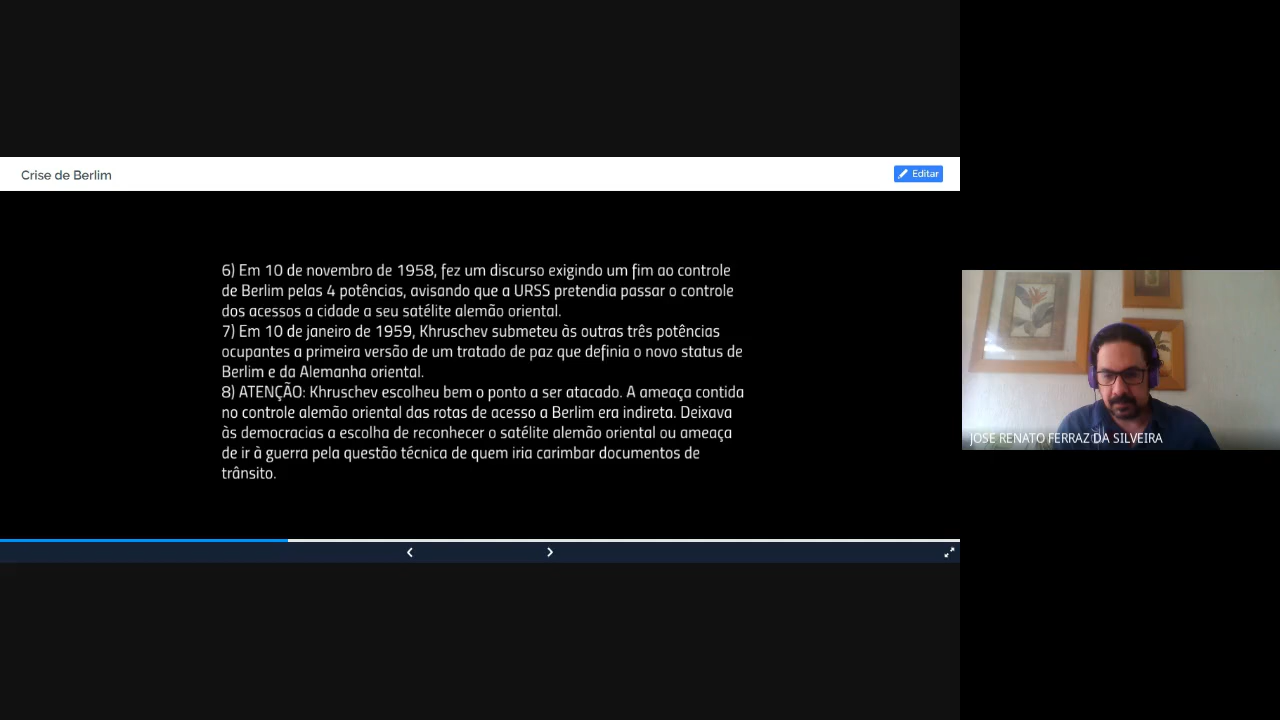 Crise de Berlim
Editar
6) Em 10 de novembro de 1958, fez um discurso exigindo um fim ao controle
de Berlim pelas 4 potências, avisando que a URSS pretendia passar o controle
dos acessos a cidade a seu satélite alemão oriental.
7) Em 10 de janeiro de 1959, Khruschev submeteu às outras três potências
ocupantes a primeira versão de um tratado de paz que definia o novo status de
Berlim e da Alemanha oriental.
8) ATENÇÃO: Khruschev escolheu bem o ponto a ser atacado. A ameaça contida
no controle alemão oriental das rotas de acesso a Berlim era indireta. Deixava
às democracias a escolha de reconhecer o satélite alemão oriental ou ameaça
de ir à guerra pela questão técnica de quem iria carimbar documentos de
trânsito.
JOSE RENATO FERRAZ DA SILVEIRA